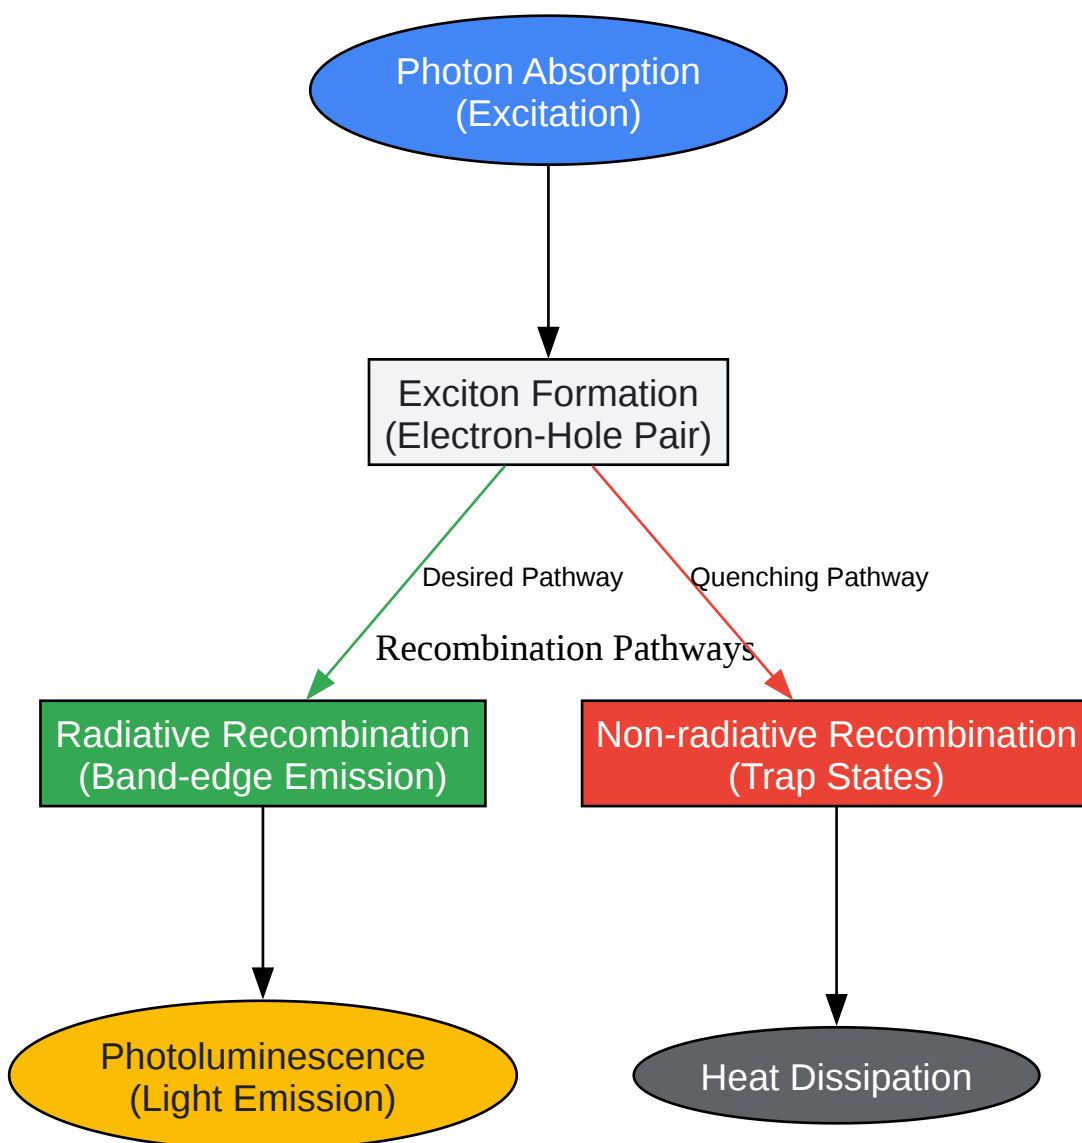 Photon Absorption
(Excitation)
Exciton Formation
(Electron-Hole Pair)
Desired Pathway
Quenching Pathway
Recombination Pathways
Radiative Recombination
(Band-edge Emission)
Non-radiative Recombination
(Trap States)
Photoluminescence
(Light Emission)
Heat Dissipation